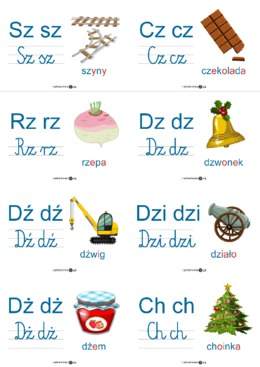 Sz sz
Sz sz
szyny
Cz cz
Cz cz
czekolada
Rz rz
Rz rz
rzepa
Dz dz
Dz dz
dzwonek
Dź dź
Dź dź
dźwig
Dzi dzi
Dzi dzi
działo
Dż dż
Dż dż
dżem
Ch ch
Ch ch
choinka